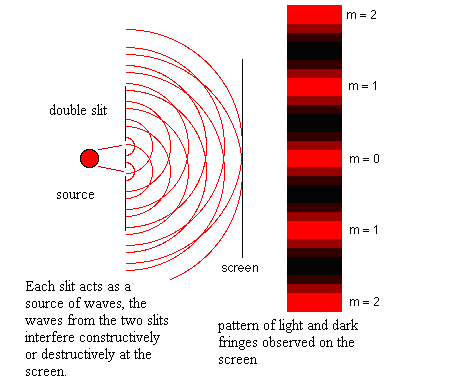 m = 2
double slit
m = 1
m = 0
source
m = 1
screen
Each slit acts as a
source of waves, the
waves from the two slits
interfere constructively
or destructively at the
screen.
m = 2
pattern of light and dark
fringes observed on the
screen